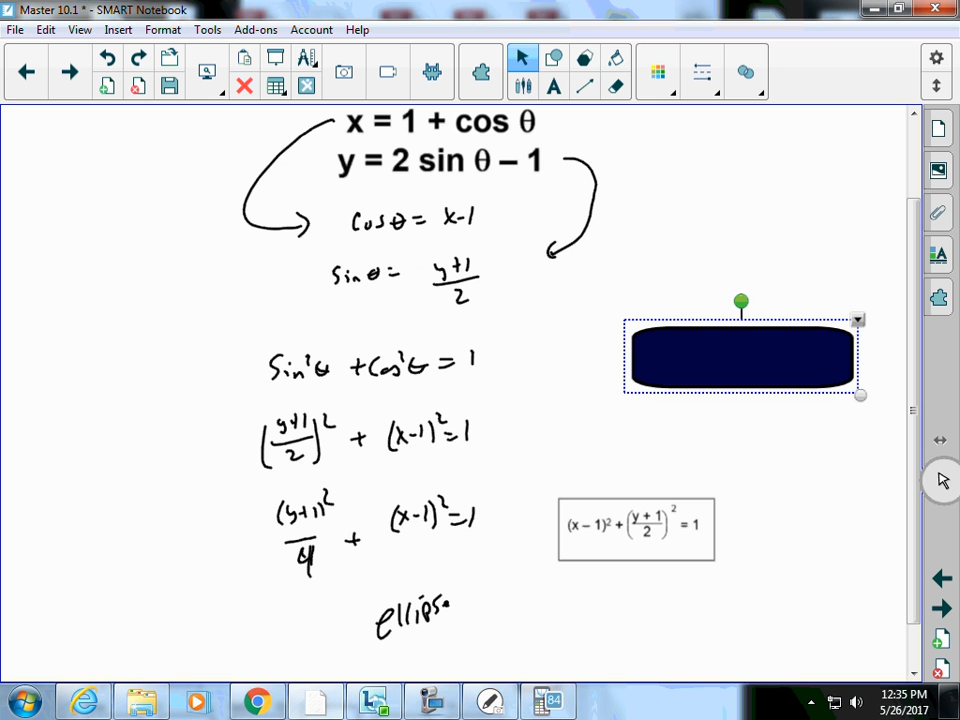 Master 10.1 * - SMART Notebook
File Edit View Insert Format Tools Add-ons Account Help
x = 1 + cos θ
y = 2 sin θ – 1
cosθ = x-1
sin θ = (y+1)/2
sin²θ + cos²θ = 1
((y+1)/2)² + (x-1)² = 1
(y+1)²/4 + (x-1)² = 1
(x – 1)² + ((y + 1)/2)² = 1
ellipse
84
12:35 PM
5/26/2017